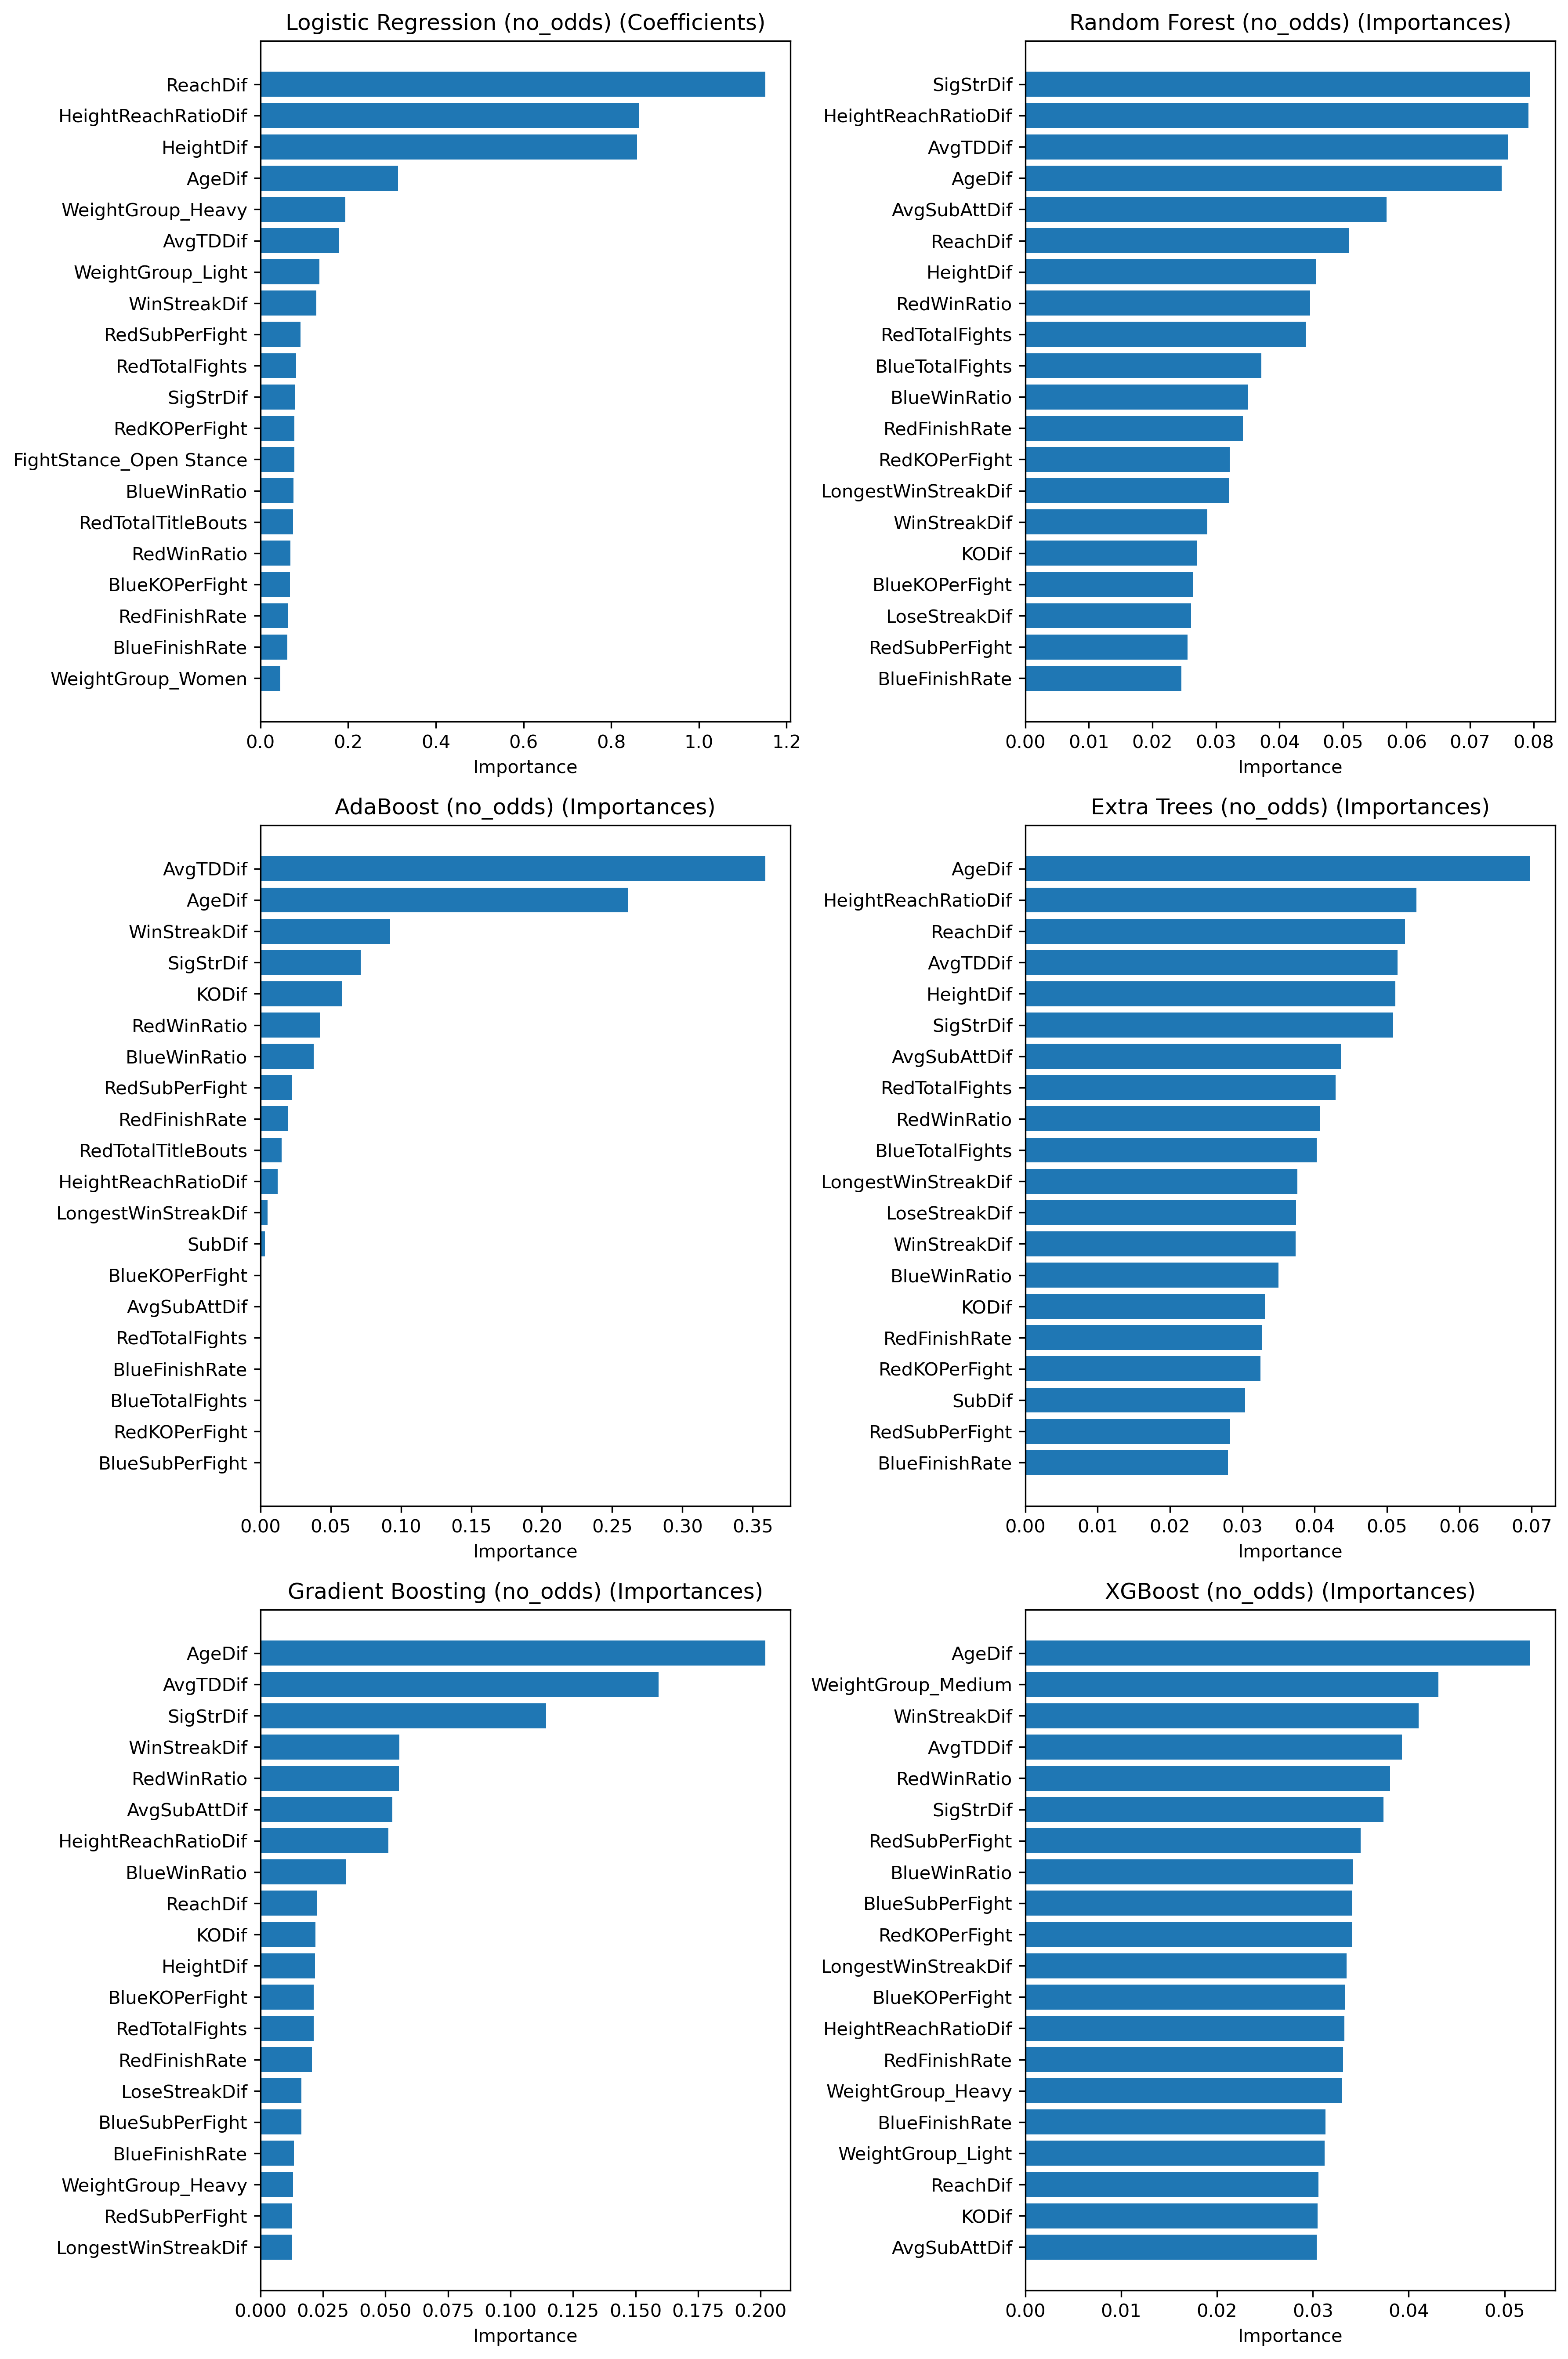 Logistic Regression (no_odds) (Coefficients)
ReachDif
HeightReachRatioDif
HeightDif
AgeDif
WeightGroup_Heavy
AvgTDDif
WeightGroup_Light
WinStreakDif
RedSubPerFight
RedTotalFights
SigStrDif
RedKOPerFight
FightStance_Open Stance
BlueWinRatio
RedTotalTitleBouts
RedWinRatio
BlueKOPerFight
RedFinishRate
BlueFinishRate
WeightGroup_Women
0.0 0.2 0.4 0.6 0.8 1.0 1.2
Importance
Random Forest (no_odds) (Importances)
SigStrDif
HeightReachRatioDif
AvgTDDif
AgeDif
AvgSubAttDif
ReachDif
HeightDif
RedWinRatio
RedTotalFights
BlueTotalFights
BlueWinRatio
RedFinishRate
RedKOPerFight
LongestWinStreakDif
WinStreakDif
KODif
BlueKOPerFight
LoseStreakDif
RedSubPerFight
BlueFinishRate
0.00 0.01 0.02 0.03 0.04 0.05 0.06 0.07 0.08
Importance
AdaBoost (no_odds) (Importances)
AvgTDDif
AgeDif
WinStreakDif
SigStrDif
KODif
RedWinRatio
BlueWinRatio
RedSubPerFight
RedFinishRate
RedTotalTitleBouts
HeightReachRatioDif
LongestWinStreakDif
SubDif
BlueKOPerFight
AvgSubAttDif
RedTotalFights
BlueFinishRate
BlueTotalFights
RedKOPerFight
BlueSubPerFight
0.00 0.05 0.10 0.15 0.20 0.25 0.30 0.35
Importance
Extra Trees (no_odds) (Importances)
AgeDif
HeightReachRatioDif
ReachDif
AvgTDDif
HeightDif
SigStrDif
AvgSubAttDif
RedTotalFights
RedWinRatio
BlueTotalFights
LongestWinStreakDif
LoseStreakDif
WinStreakDif
BlueWinRatio
KODif
RedFinishRate
RedKOPerFight
SubDif
RedSubPerFight
BlueFinishRate
0.00 0.01 0.02 0.03 0.04 0.05 0.06 0.07
Importance
Gradient Boosting (no_odds) (Importances)
AgeDif
AvgTDDif
SigStrDif
WinStreakDif
RedWinRatio
AvgSubAttDif
HeightReachRatioDif
BlueWinRatio
ReachDif
KODif
HeightDif
BlueKOPerFight
RedTotalFights
RedFinishRate
LoseStreakDif
BlueSubPerFight
BlueFinishRate
WeightGroup_Heavy
RedSubPerFight
LongestWinStreakDif
0.000 0.025 0.050 0.075 0.100 0.125 0.150 0.175 0.200
Importance
XGBoost (no_odds) (Importances)
AgeDif
WeightGroup_Medium
WinStreakDif
AvgTDDif
RedWinRatio
SigStrDif
RedSubPerFight
BlueWinRatio
BlueSubPerFight
RedKOPerFight
LongestWinStreakDif
BlueKOPerFight
HeightReachRatioDif
RedFinishRate
WeightGroup_Heavy
BlueFinishRate
WeightGroup_Light
ReachDif
KODif
AvgSubAttDif
0.00 0.01 0.02 0.03 0.04 0.05
Importance